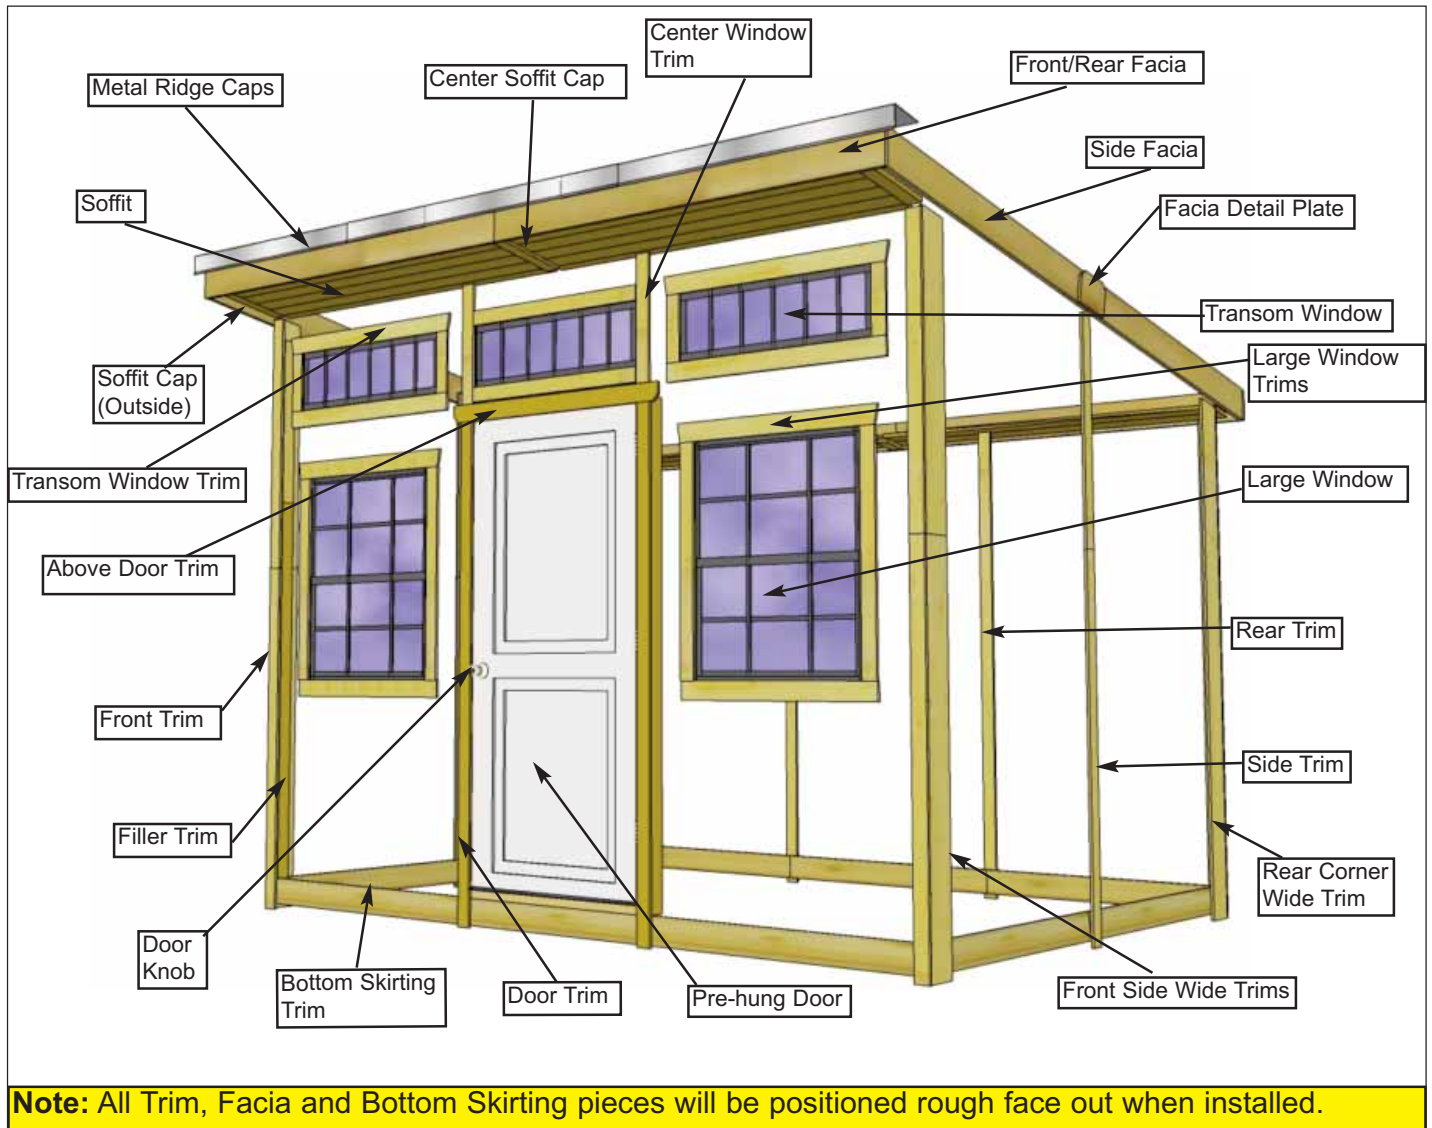 Center Window
Trim
Metal Ridge Caps
Center Soffit Cap
Front/Rear Facia
Side Facia
Soffit
Facia Detail Plate
Transom Window
Soffit Cap
(Outside)
Large Window
Trims
Transom Window Trim
Large Window
Above Door Trim
Rear Trim
Front Trim
Side Trim
Filler Trim
Rear Corner
Wide Trim
Door
Knob
Bottom Skirting
Trim
Door Trim
Pre-hung Door
Front Side Wide Trims
Note: All Trim, Facia and Bottom Skirting pieces will be positioned rough face out when installed.